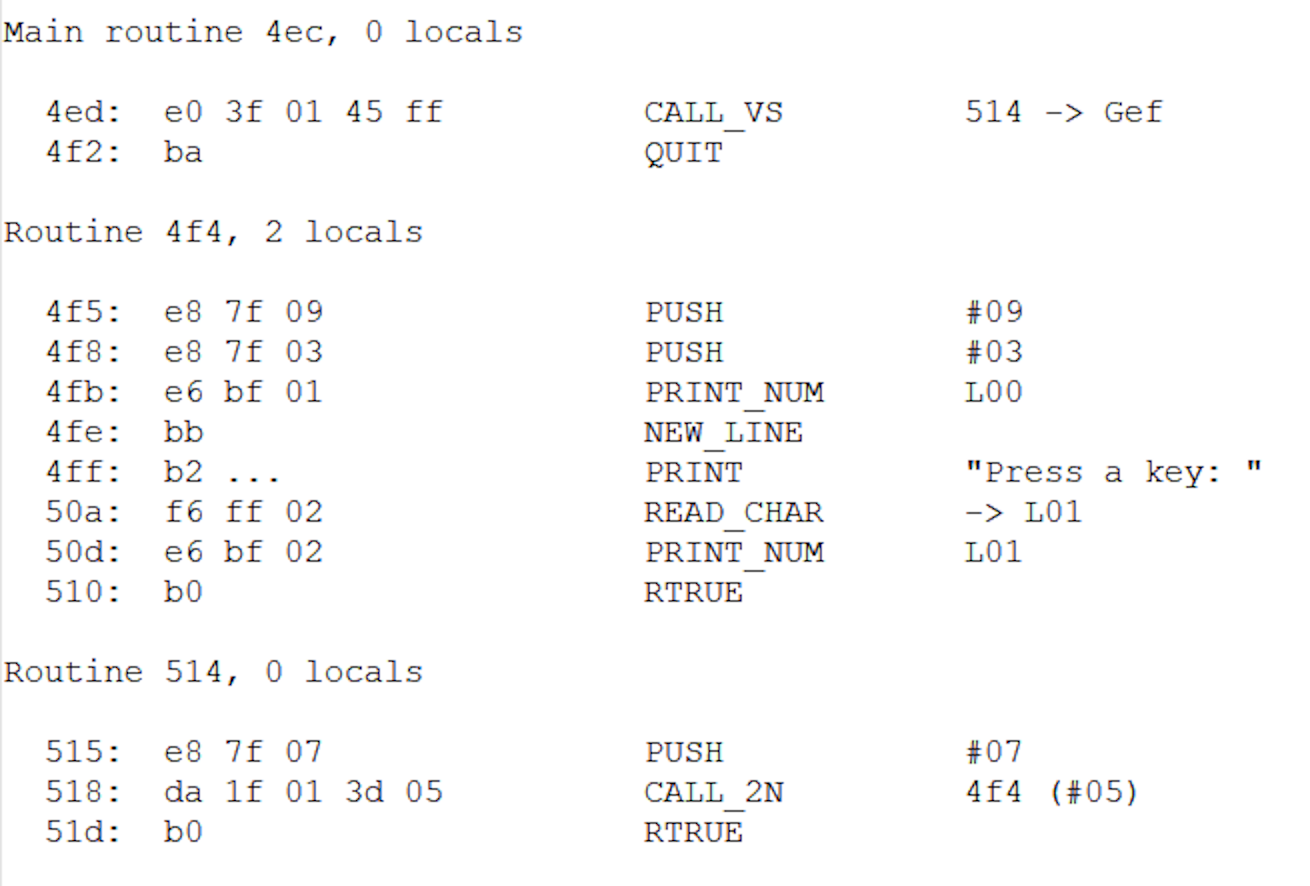 Main routine 4ec, 0 locals
4ed: e0 3f 01 45 ff CALL_VS 514 -> Gef
4f2: ba QUIT
Routine 4f4, 2 locals
4f5: e8 7f 09 PUSH #09
4f8: e8 7f 03 PUSH #03
4fb: e6 bf 01 PRINT_NUM L00
4fe: bb NEW_LINE
4ff: b2 ... PRINT "Press a key: "
50a: f6 ff 02 READ_CHAR -> L01
50d: e6 bf 02 PRINT_NUM L01
510: b0 RTRUE
Routine 514, 0 locals
515: e8 7f 07 PUSH #07
518: da 1f 01 3d 05 CALL_2N 4f4 (#05)
51d: b0 RTRUE